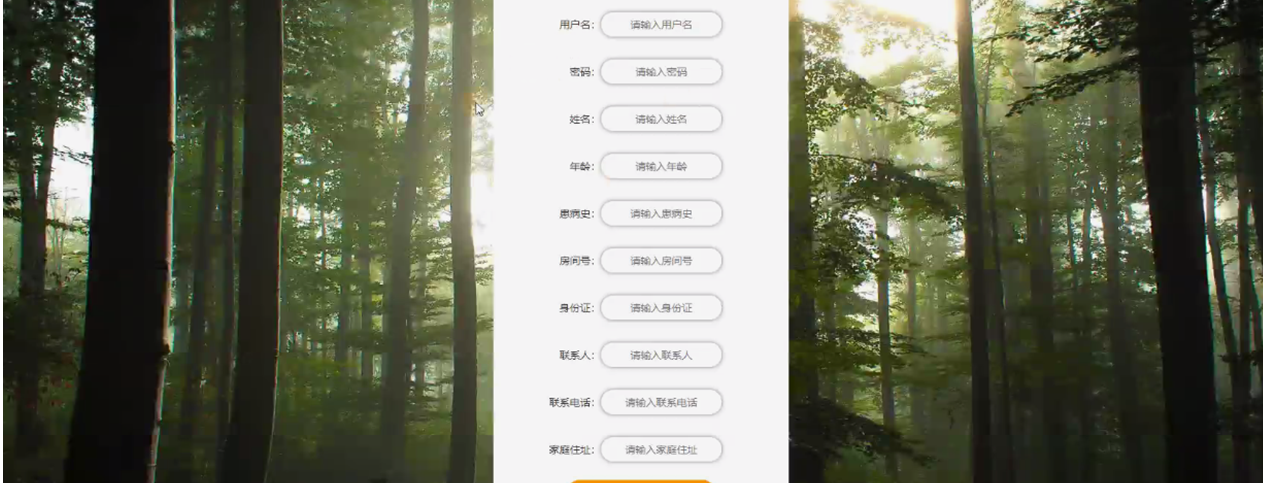 用户名: 请输入用户名
密码: 请输入密码
姓名: 请输入姓名
年龄: 请输入年龄
患病史: 请输入患病史
房间号: 请输入房间号
身份证: 请输入身份证
联系人: 请输入联系人
联系电话: 请输入联系电话
家庭住址: 请输入家庭住址